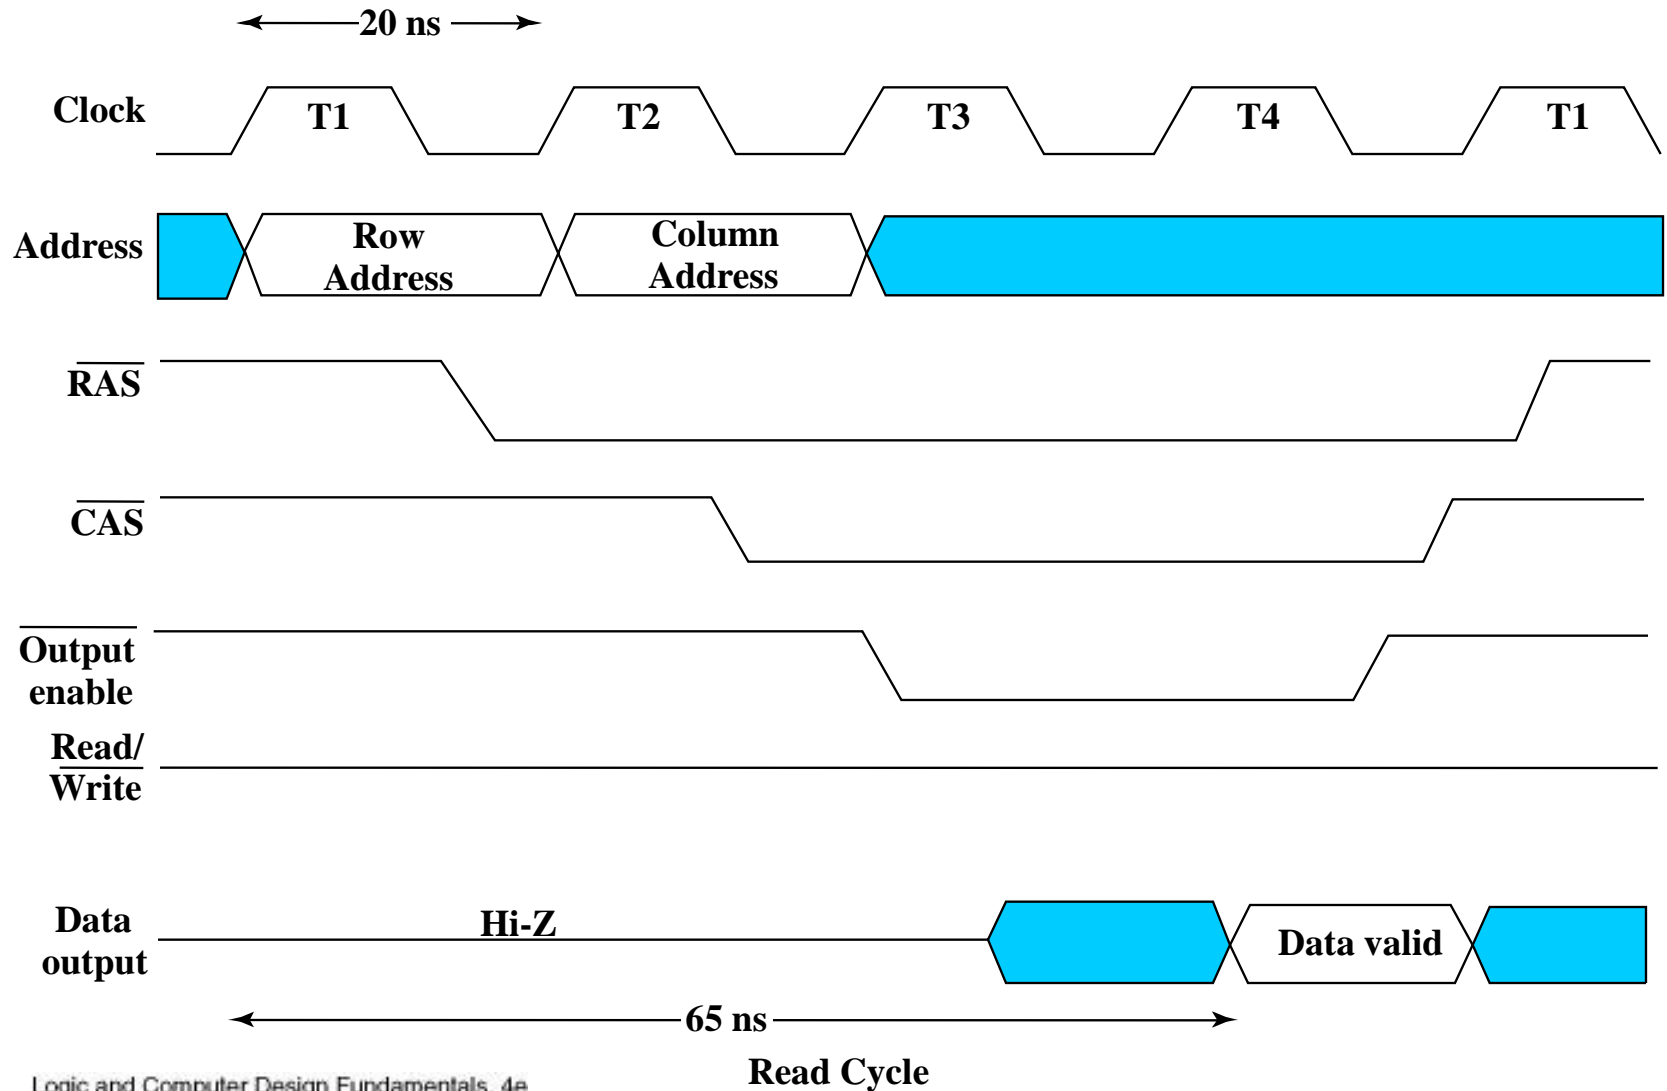 20 ns
Clock
T1
T2
T3
T4
T1
Address
Row
Address
Column
Address
RAS
CAS
Output
enable
Read/
Write
Data
output
Hi-Z
Data valid
65 ns
Read Cycle
Logic and Computer Design Fundamentals, 4e